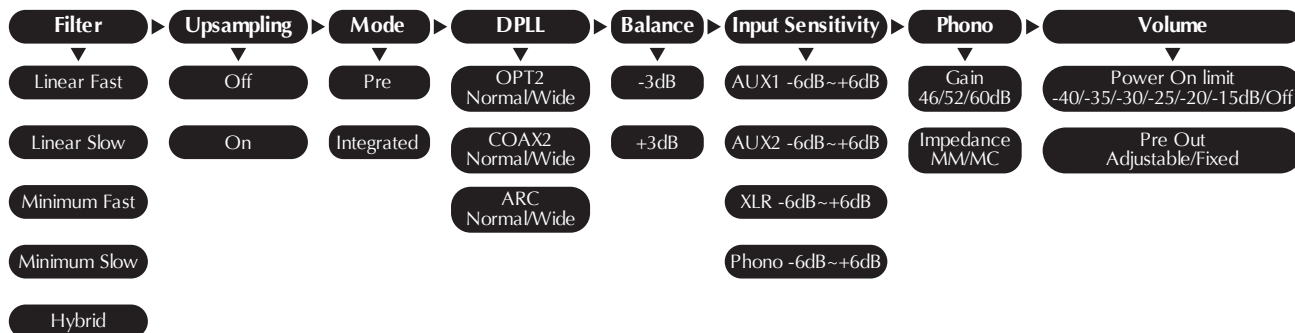 Filter
Upsampling
Mode
DPLL
Balance
Input Sensitivity
Phono
Volume
Linear Fast
Linear Slow
Minimum Fast
Minimum Slow
Hybrid
Off
On
Pre
Integrated
OPT2
Normal/Wide
COAX2
Normal/Wide
ARC
Normal/Wide
-3dB
+3dB
AUX1 -6dB~+6dB
AUX2 -6dB~+6dB
XLR -6dB~+6dB
Phono -6dB~+6dB
Gain
46/52/60dB
Impedance
MM/MC
Power On limit
-40/-35/-30/-25/-20/-15dB/Off
Pre Out
Adjustable/Fixed